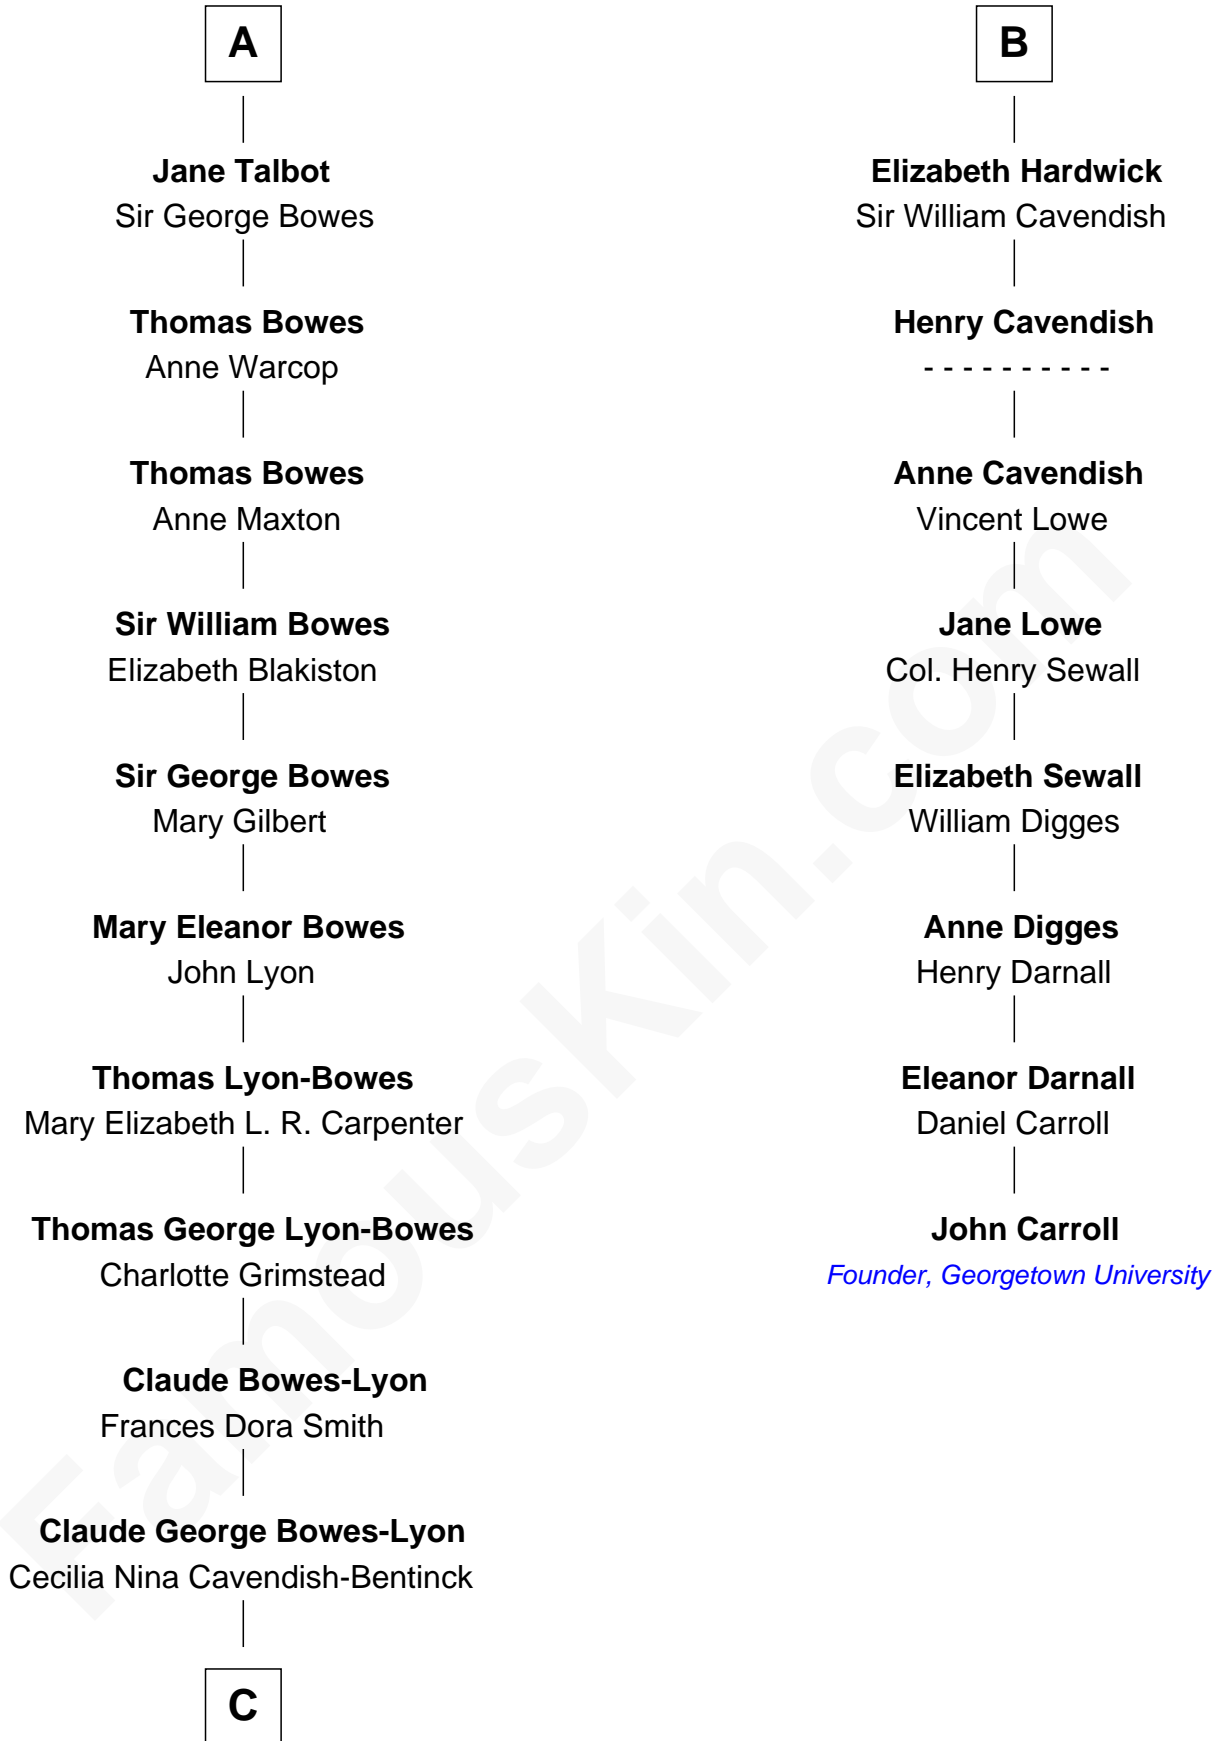 A
Jane Talbot
Sir George Bowes
Thomas Bowes
Anne Warcop
Thomas Bowes
Anne Maxton
Sir William Bowes
Elizabeth Blakiston
Sir George Bowes
Mary Gilbert
Mary Eleanor Bowes
John Lyon
Thomas Lyon-Bowes
Mary Elizabeth L. R. Carpenter
Thomas George Lyon-Bowes
Charlotte Grimstead
Claude Bowes-Lyon
Frances Dora Smith
Claude George Bowes-Lyon
Cecilia Nina Cavendish-Bentinck
C
B
Elizabeth Hardwick
Sir William Cavendish
Henry Cavendish
- - - - - - - - - -
Anne Cavendish
Vincent Lowe
Jane Lowe
Col. Henry Sewall
Elizabeth Sewall
William Digges
Anne Digges
Henry Darnall
Eleanor Darnall
Daniel Carroll
John Carroll
Founder, Georgetown University
FamousKin.com